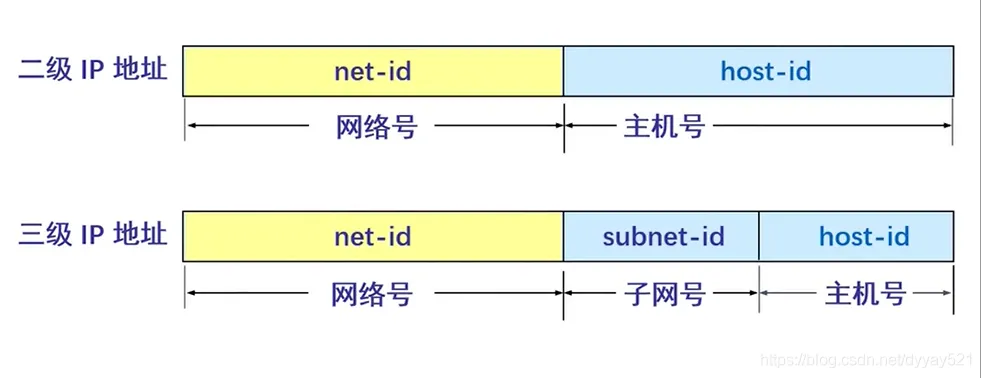 二级 IP 地址 net-id host-id
网络号 主机号
三级 IP 地址 net-id subnet-id host-id
网络号 子网号 主机号
https://blog.csdn.net/dyyay521